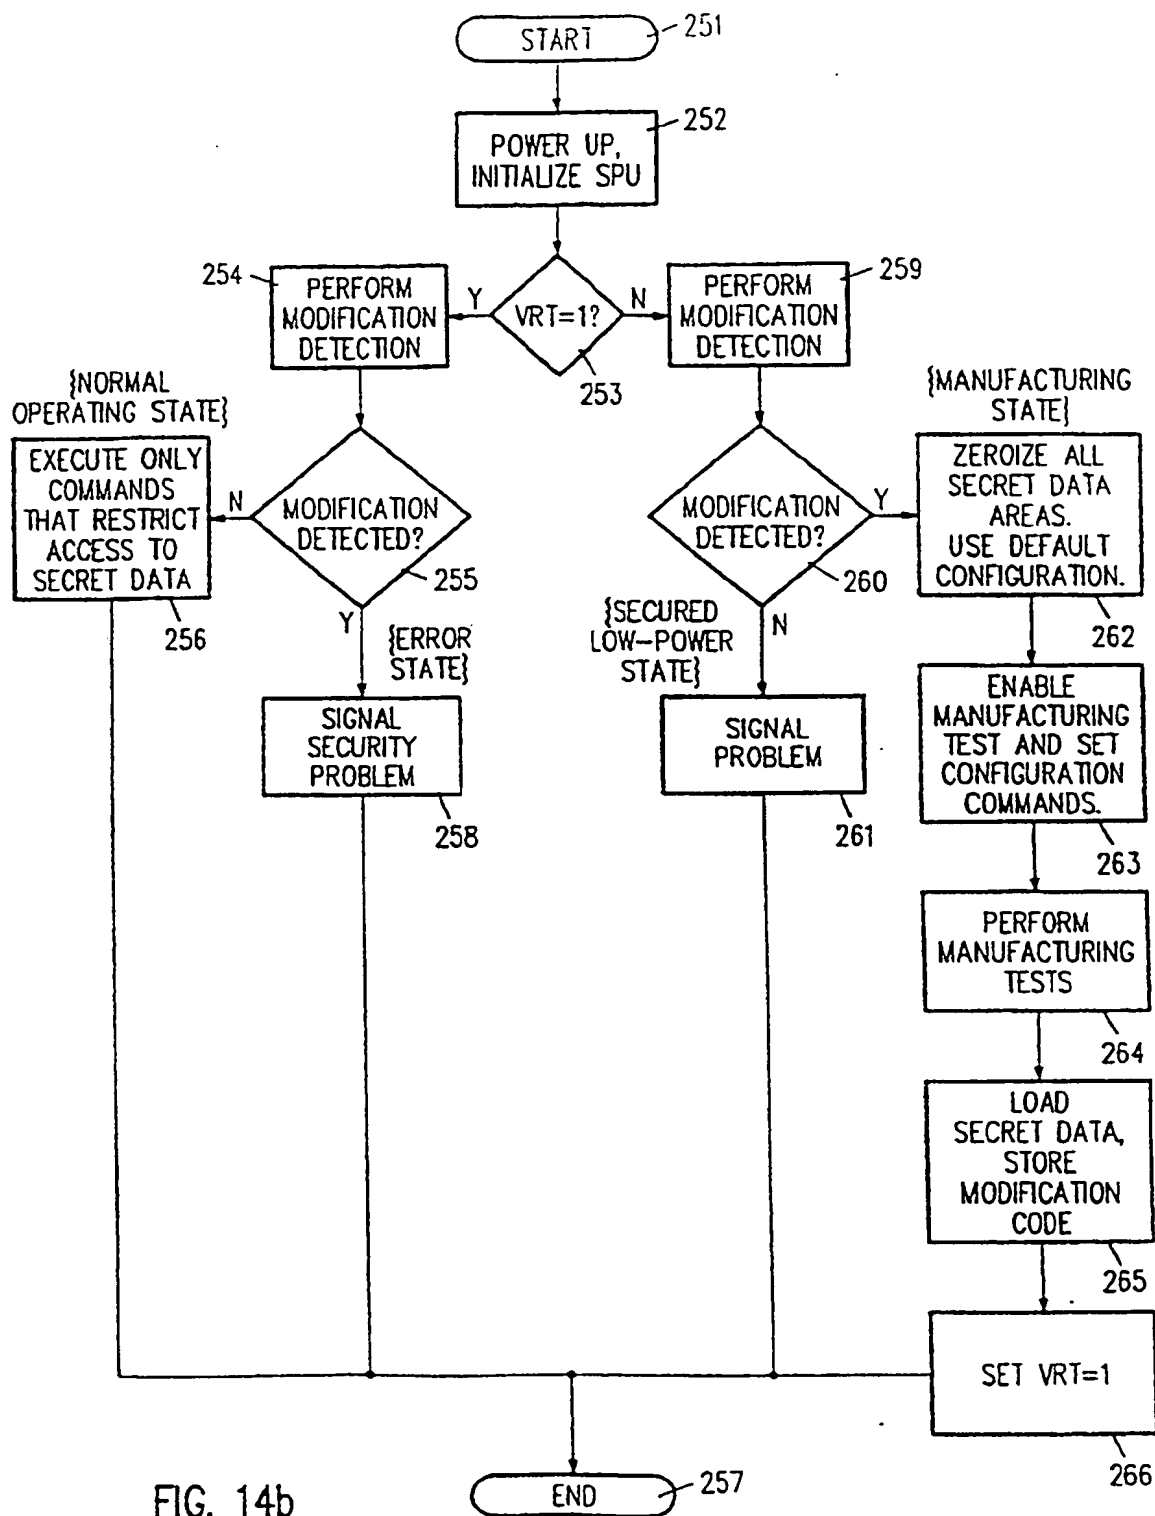 START
251
POWER UP,
INITIALIZE SPU
252
VRT=1?
Y
N
253
254
PERFORM
MODIFICATION
DETECTION
259
PERFORM
MODIFICATION
DETECTION
{NORMAL
OPERATING STATE}
EXECUTE ONLY
COMMANDS
THAT RESTRICT
ACCESS TO
SECRET DATA
256
N
MODIFICATION
DETECTED?
255
Y
{ERROR
STATE}
SIGNAL
SECURITY
PROBLEM
258
MODIFICATION
DETECTED?
260
Y
N
{SECURED
LOW-POWER
STATE}
SIGNAL
PROBLEM
261
{MANUFACTURING
STATE}
ZEROIZE ALL
SECRET DATA
AREAS.
USE DEFAULT
CONFIGURATION.
262
ENABLE
MANUFACTURING
TEST AND SET
CONFIGURATION
COMMANDS.
263
PERFORM
MANUFACTURING
TESTS
264
LOAD
SECRET DATA,
STORE
MODIFICATION
CODE
265
SET VRT=1
266
END
257
FIG. 14b